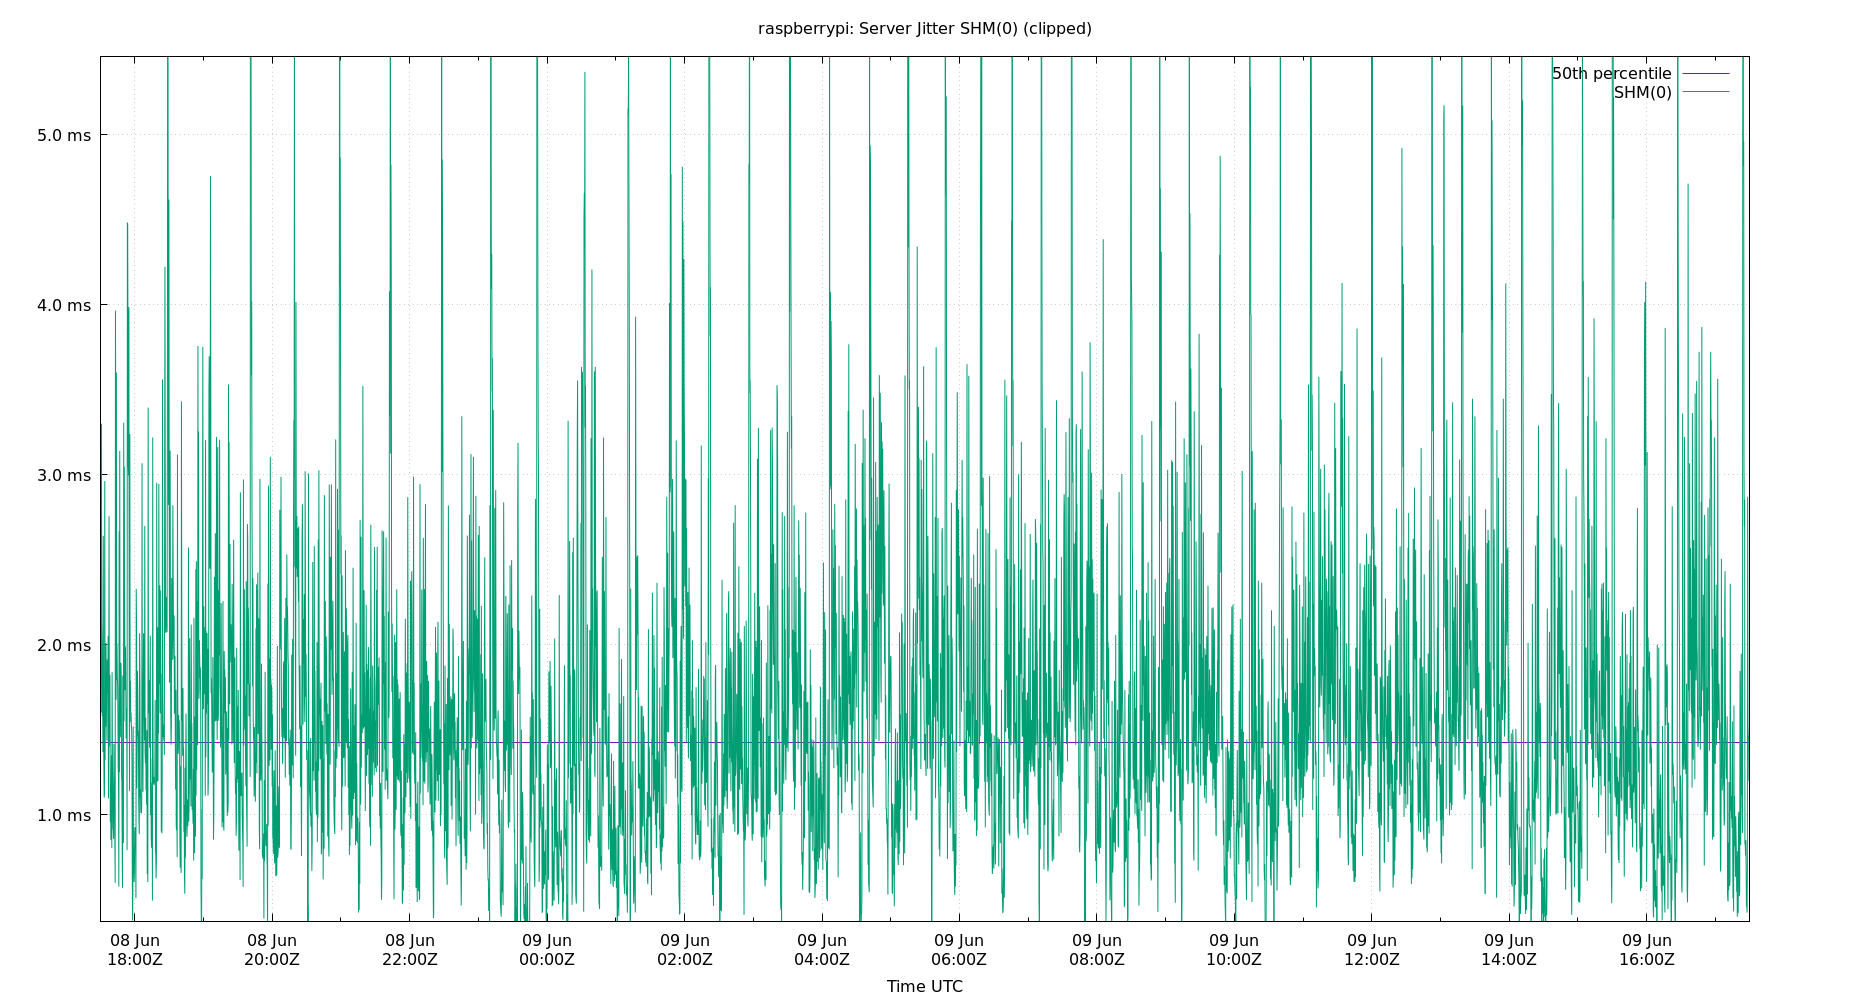 raspberrypi: Server Jitter SHM(0) (clipped)
50th percentile
SHM(0)
5.0 ms
4.0 ms
3.0 ms
2.0 ms
1.0 ms
08 Jun 08 Jun 08 Jun 09 Jun 09 Jun 09 Jun 09 Jun 09 Jun 09 Jun 09 Jun 09 Jun 09 Jun
18:00Z 20:00Z 22:00Z 00:00Z 02:00Z 04:00Z 06:00Z 08:00Z 10:00Z 12:00Z 14:00Z 16:00Z
Time UTC